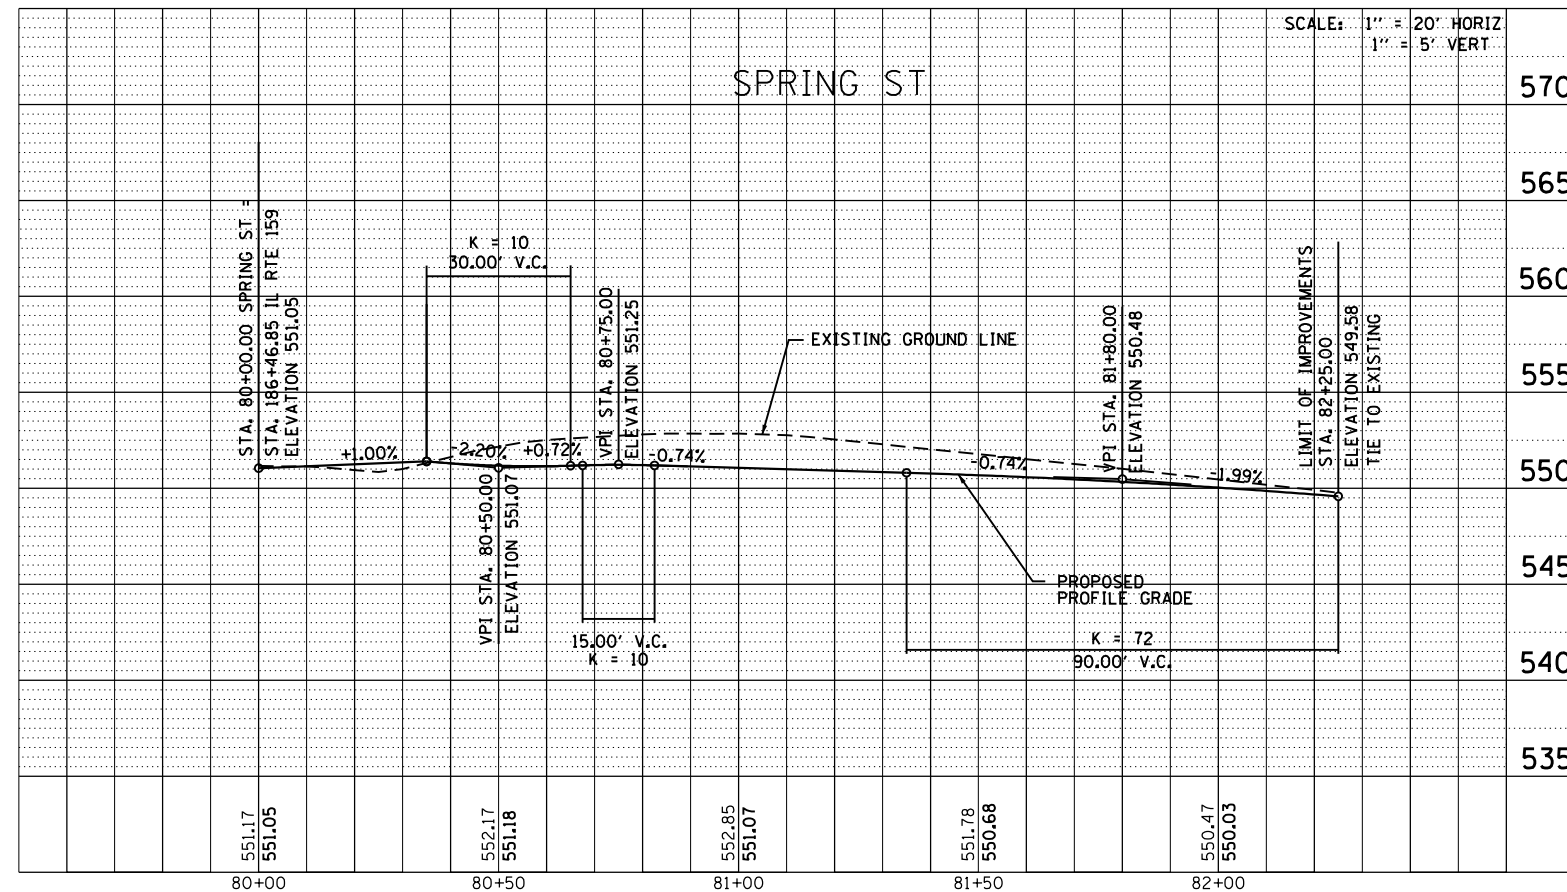 SCALE: 1'' = 20' HORIZ
1'' = 5' VERT
SPRING ST
570
565
560
555
550
545
540
535
STA. 80+00.00 SPRING ST =
STA. 186+46.85 IL RTE 159
ELEVATION 551.05
K = 10
30.00' V.C.
VPI STA. 80+75.00
ELEVATION 551.25
EXISTING GROUND LINE
VPI STA. 81+80.00
ELEVATION 550.48
LIMIT OF IMPROVEMENTS
STA. 82+25.00
ELEVATION 549.58
TIE TO EXISTING
+1.00%
-2.20%
+0.72%
-0.74%
-0.74%
-1.99%
VPI STA. 80+50.00
ELEVATION 551.07
PROPOSED
PROFILE GRADE
15.00' V.C.
K = 10
K = 72
90.00' V.C.
551.17
551.05
552.17
551.18
552.85
551.07
551.78
550.68
550.47
550.03
80+00
80+50
81+00
81+50
82+00